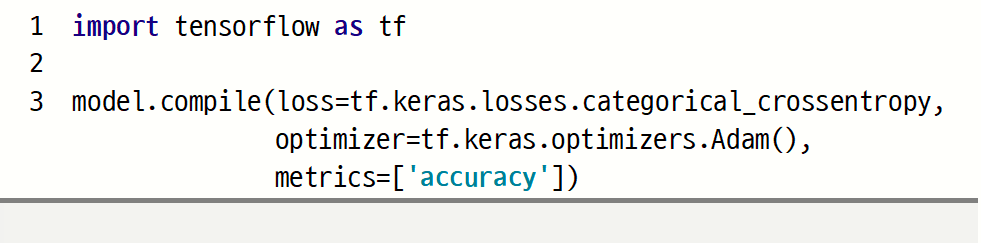 1 import tensorflow as tf
2
3 model.compile(loss=tf.keras.losses.categorical_crossentropy,
optimizer=tf.keras.optimizers.Adam(),
metrics=['accuracy'])